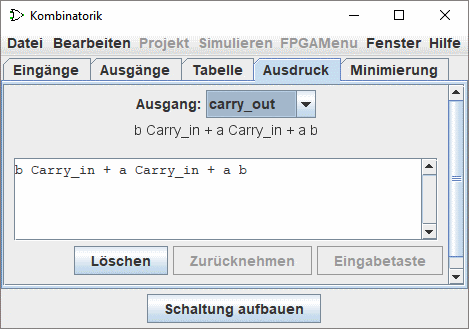 Kombinatorik
Datei Bearbeiten Projekt Simulieren FPGAMenu Fenster Hilfe
Eingänge Ausgänge Tabelle Ausdruck Minimierung
Ausgang: carry_out
b Carry_in + a Carry_in + a b
b Carry_in + a Carry_in + a b
Löschen Zurücknehmen Eingabetaste
Schaltung aufbauen